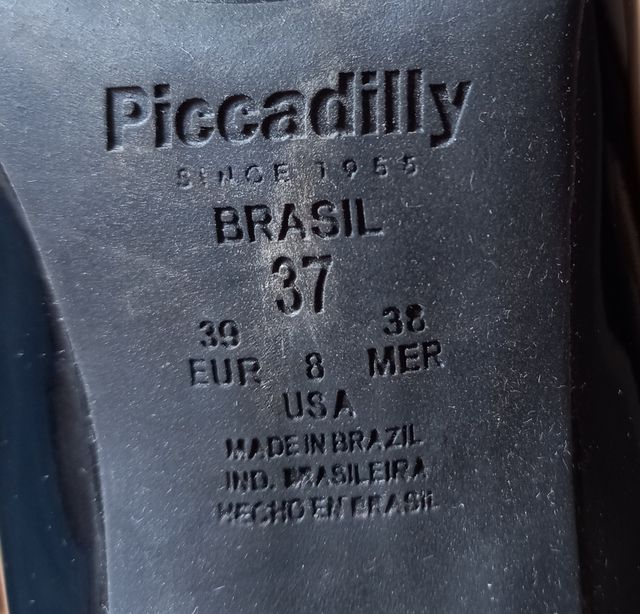 Piccadilly
SINCE 1955
BRASIL
37
39 38
EUR 8 MER
USA
MADE IN BRAZIL
IND. BRASILEIRA
HECHO EN BRASIL